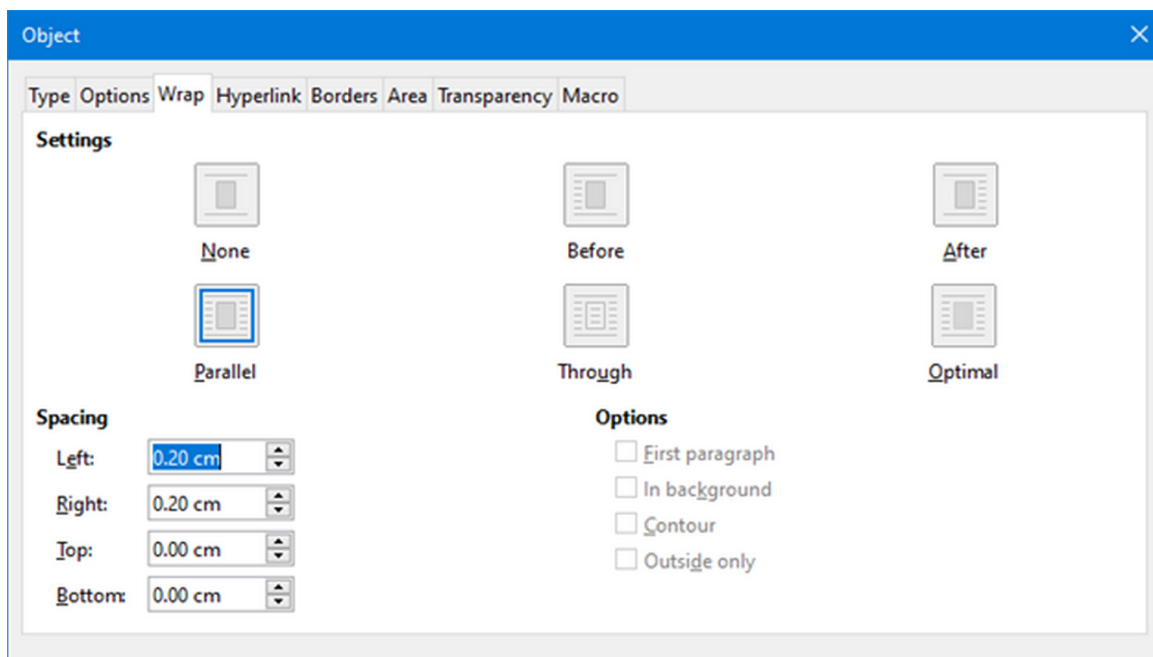 Object
Type Options Wrap Hyperlink Borders Area Transparency Macro
Settings
None Before After
Parallel Through Optimal
Spacing Options
Left: 0.20 cm First paragraph
Right: 0.20 cm In background
Top: 0.00 cm Contour
Bottom: 0.00 cm Outside only